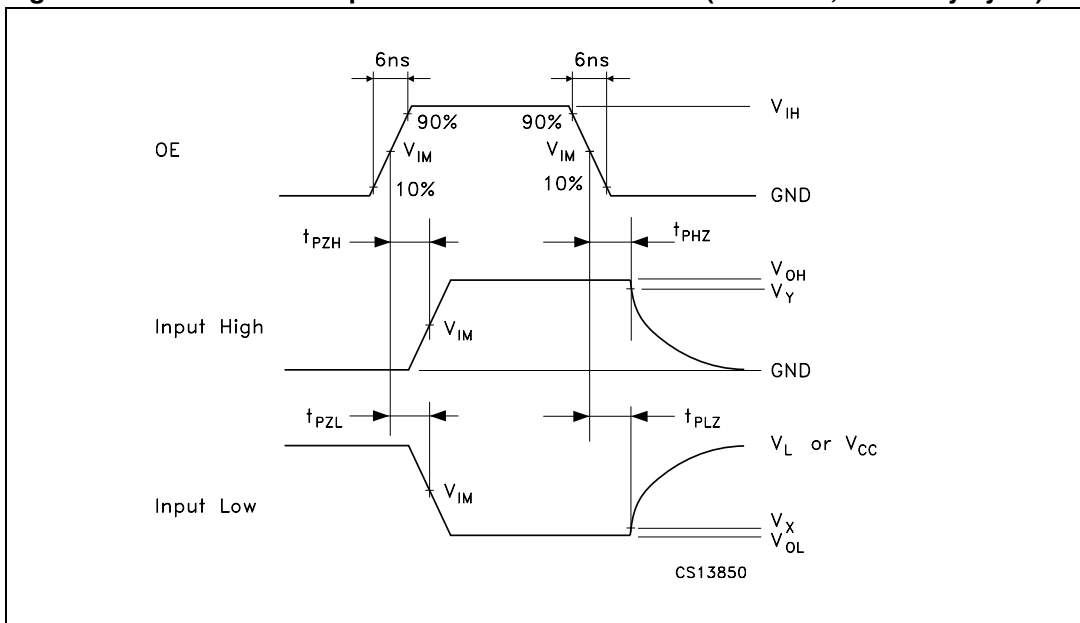 6ns 6ns
90% 90% V_IH
OE V_IM V_IM
10% 10% GND
t_PZH t_PHZ
V_OH
V_Y
Input High V_IM
GND
t_PZL t_PLZ
V_L or V_CC
V_IM
Input Low
V_X
V_OL
CS13850